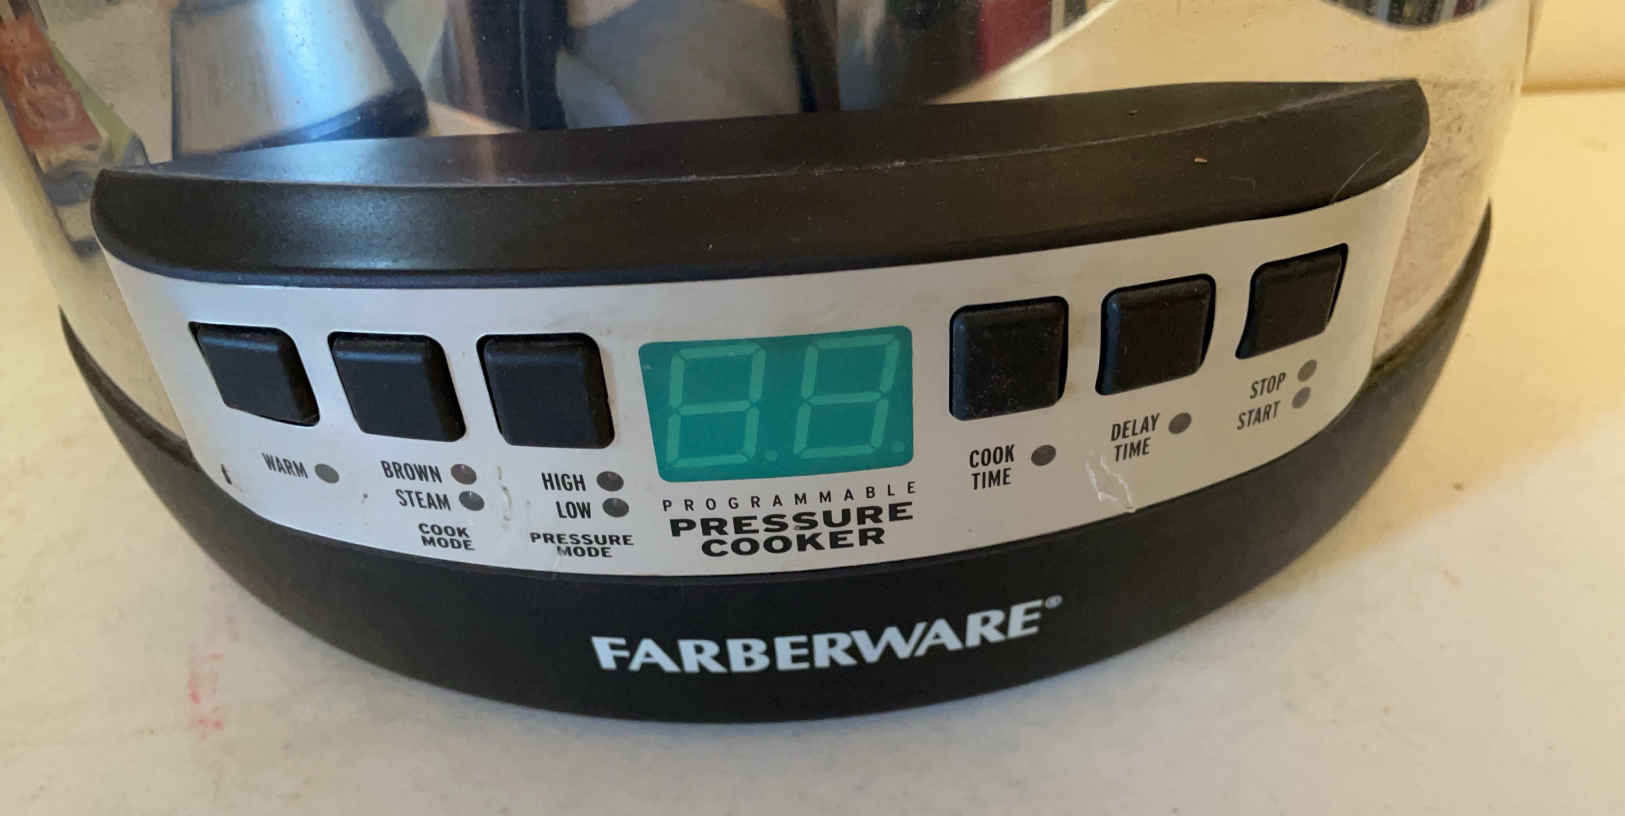 WARM
BROWN
STEAM
COOK
MODE
HIGH
LOW
PRESSURE
MODE
PROGRAMMABLE
PRESSURE
COOKER
COOK
TIME
DELAY
TIME
STOP
START
FARBERWARE®